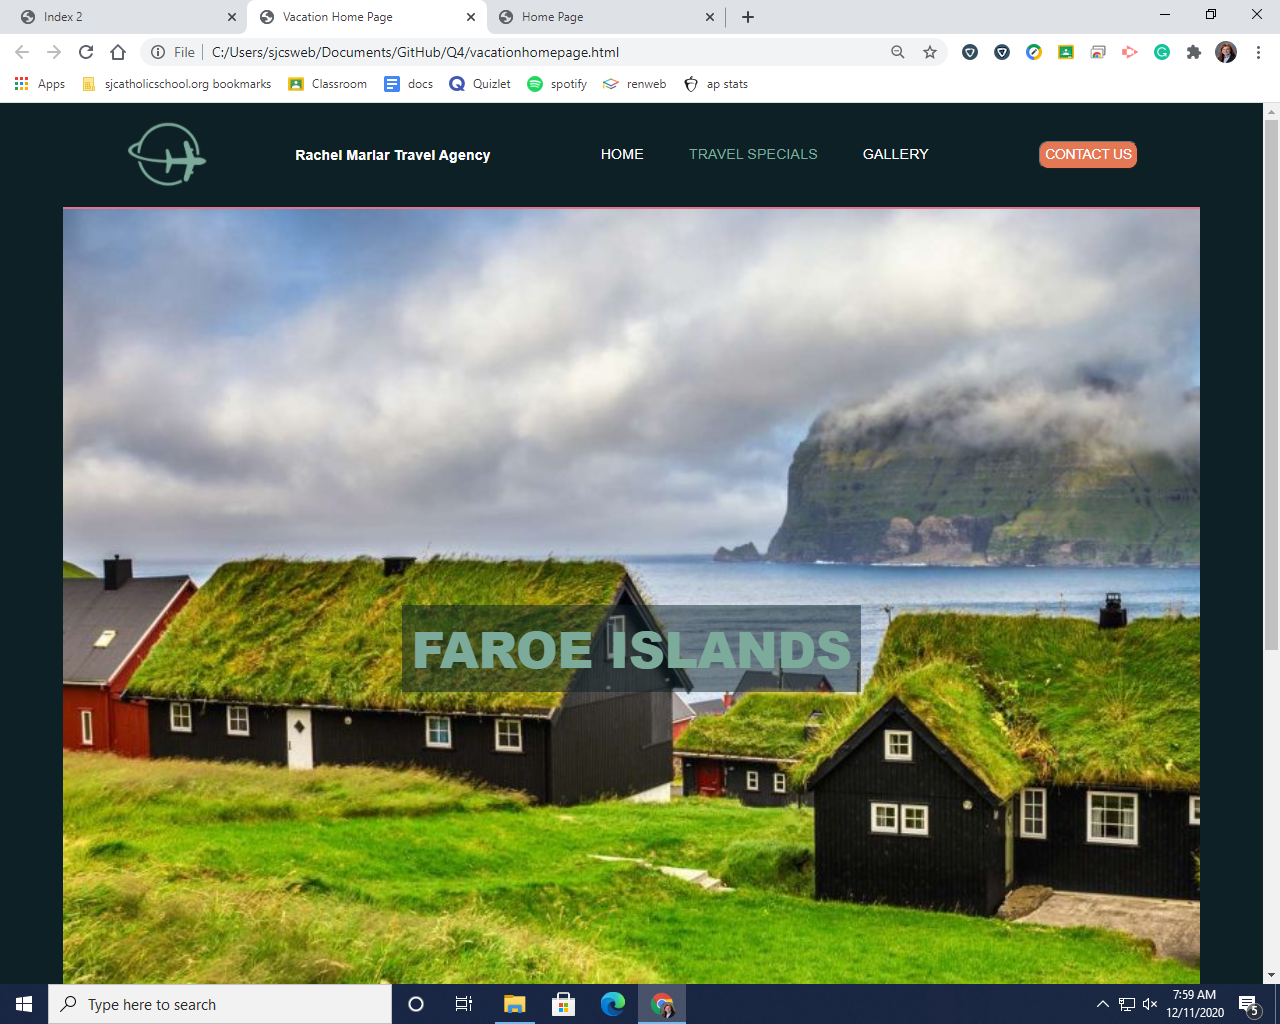 Index 2
Vacation Home Page
Home Page
File
C:/Users/sjcsweb/Documents/GitHub/Q4/vacationhomepage.html
Apps
sjcatholicschool.org bookmarks
Classroom
docs
Quizlet
spotify
renweb
ap stats
Rachel Marlar Travel Agency
HOME
TRAVEL SPECIALS
GALLERY
CONTACT US
FAROE ISLANDS
Type here to search
7:59 AM
12/11/2020
5